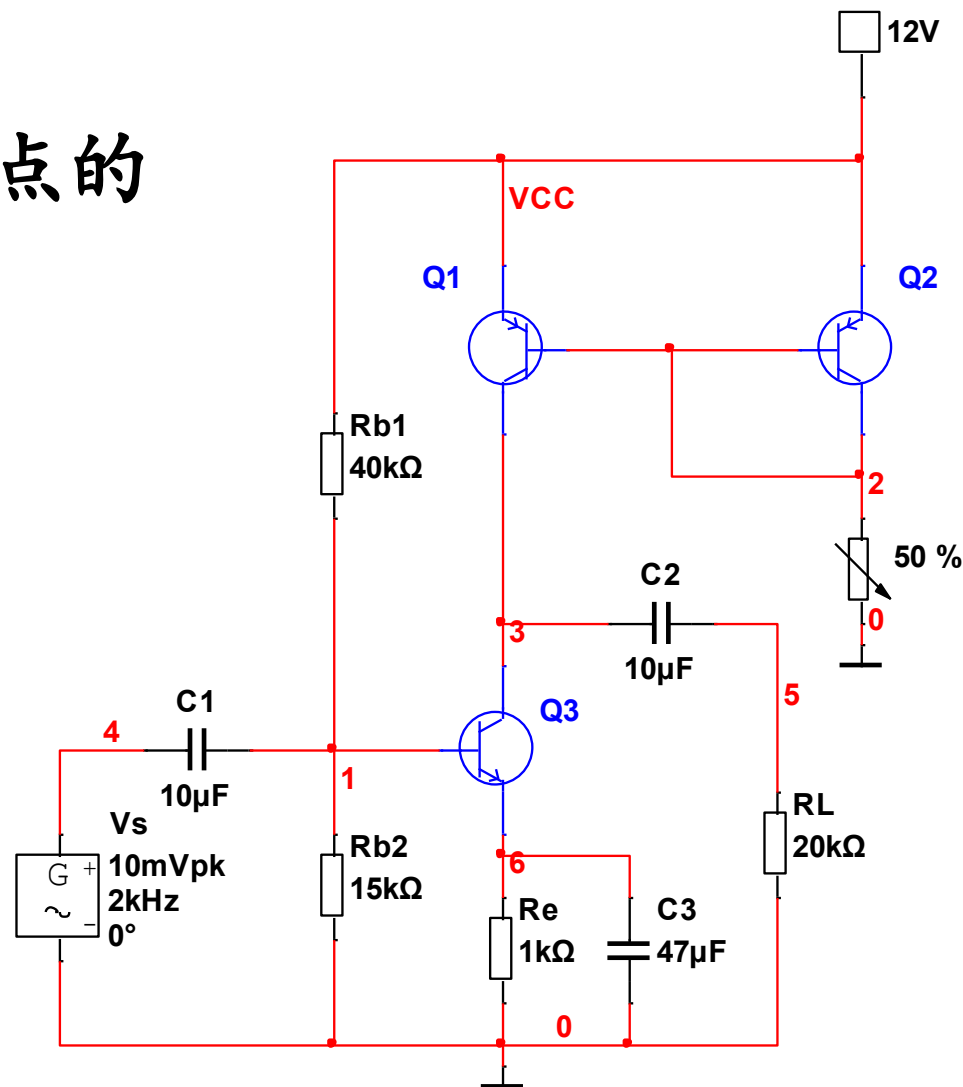 12V
点的
VCC
Q1
Q2
Rb1
40kΩ
2
50 %
C2
0
3
10µF
5
C1
Q3
4
10µF
1
RL
20kΩ
Vs
10mVpk
2kHz
0°
G
+
~
−
Rb2
15kΩ
6
Re
1kΩ
C3
47µF
0